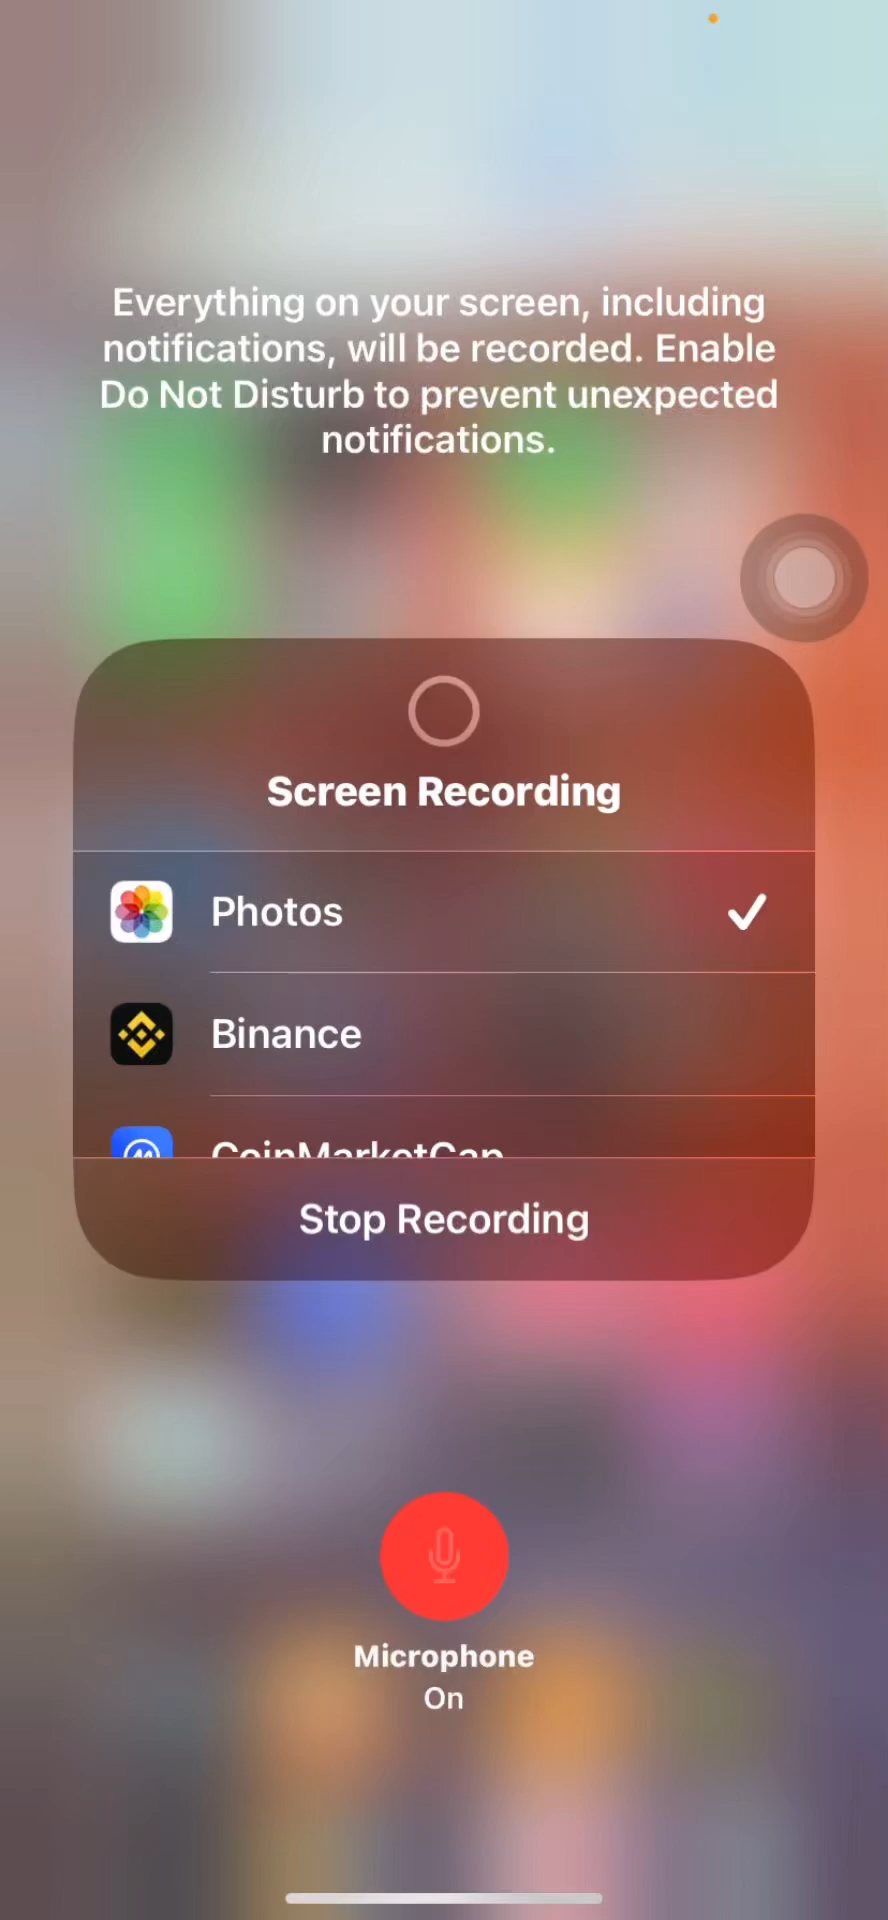 Everything on your screen, including
notifications, will be recorded. Enable
Do Not Disturb to prevent unexpected
notifications.
Screen Recording
Photos
Binance
CoinMarketCap
Stop Recording
Microphone
On